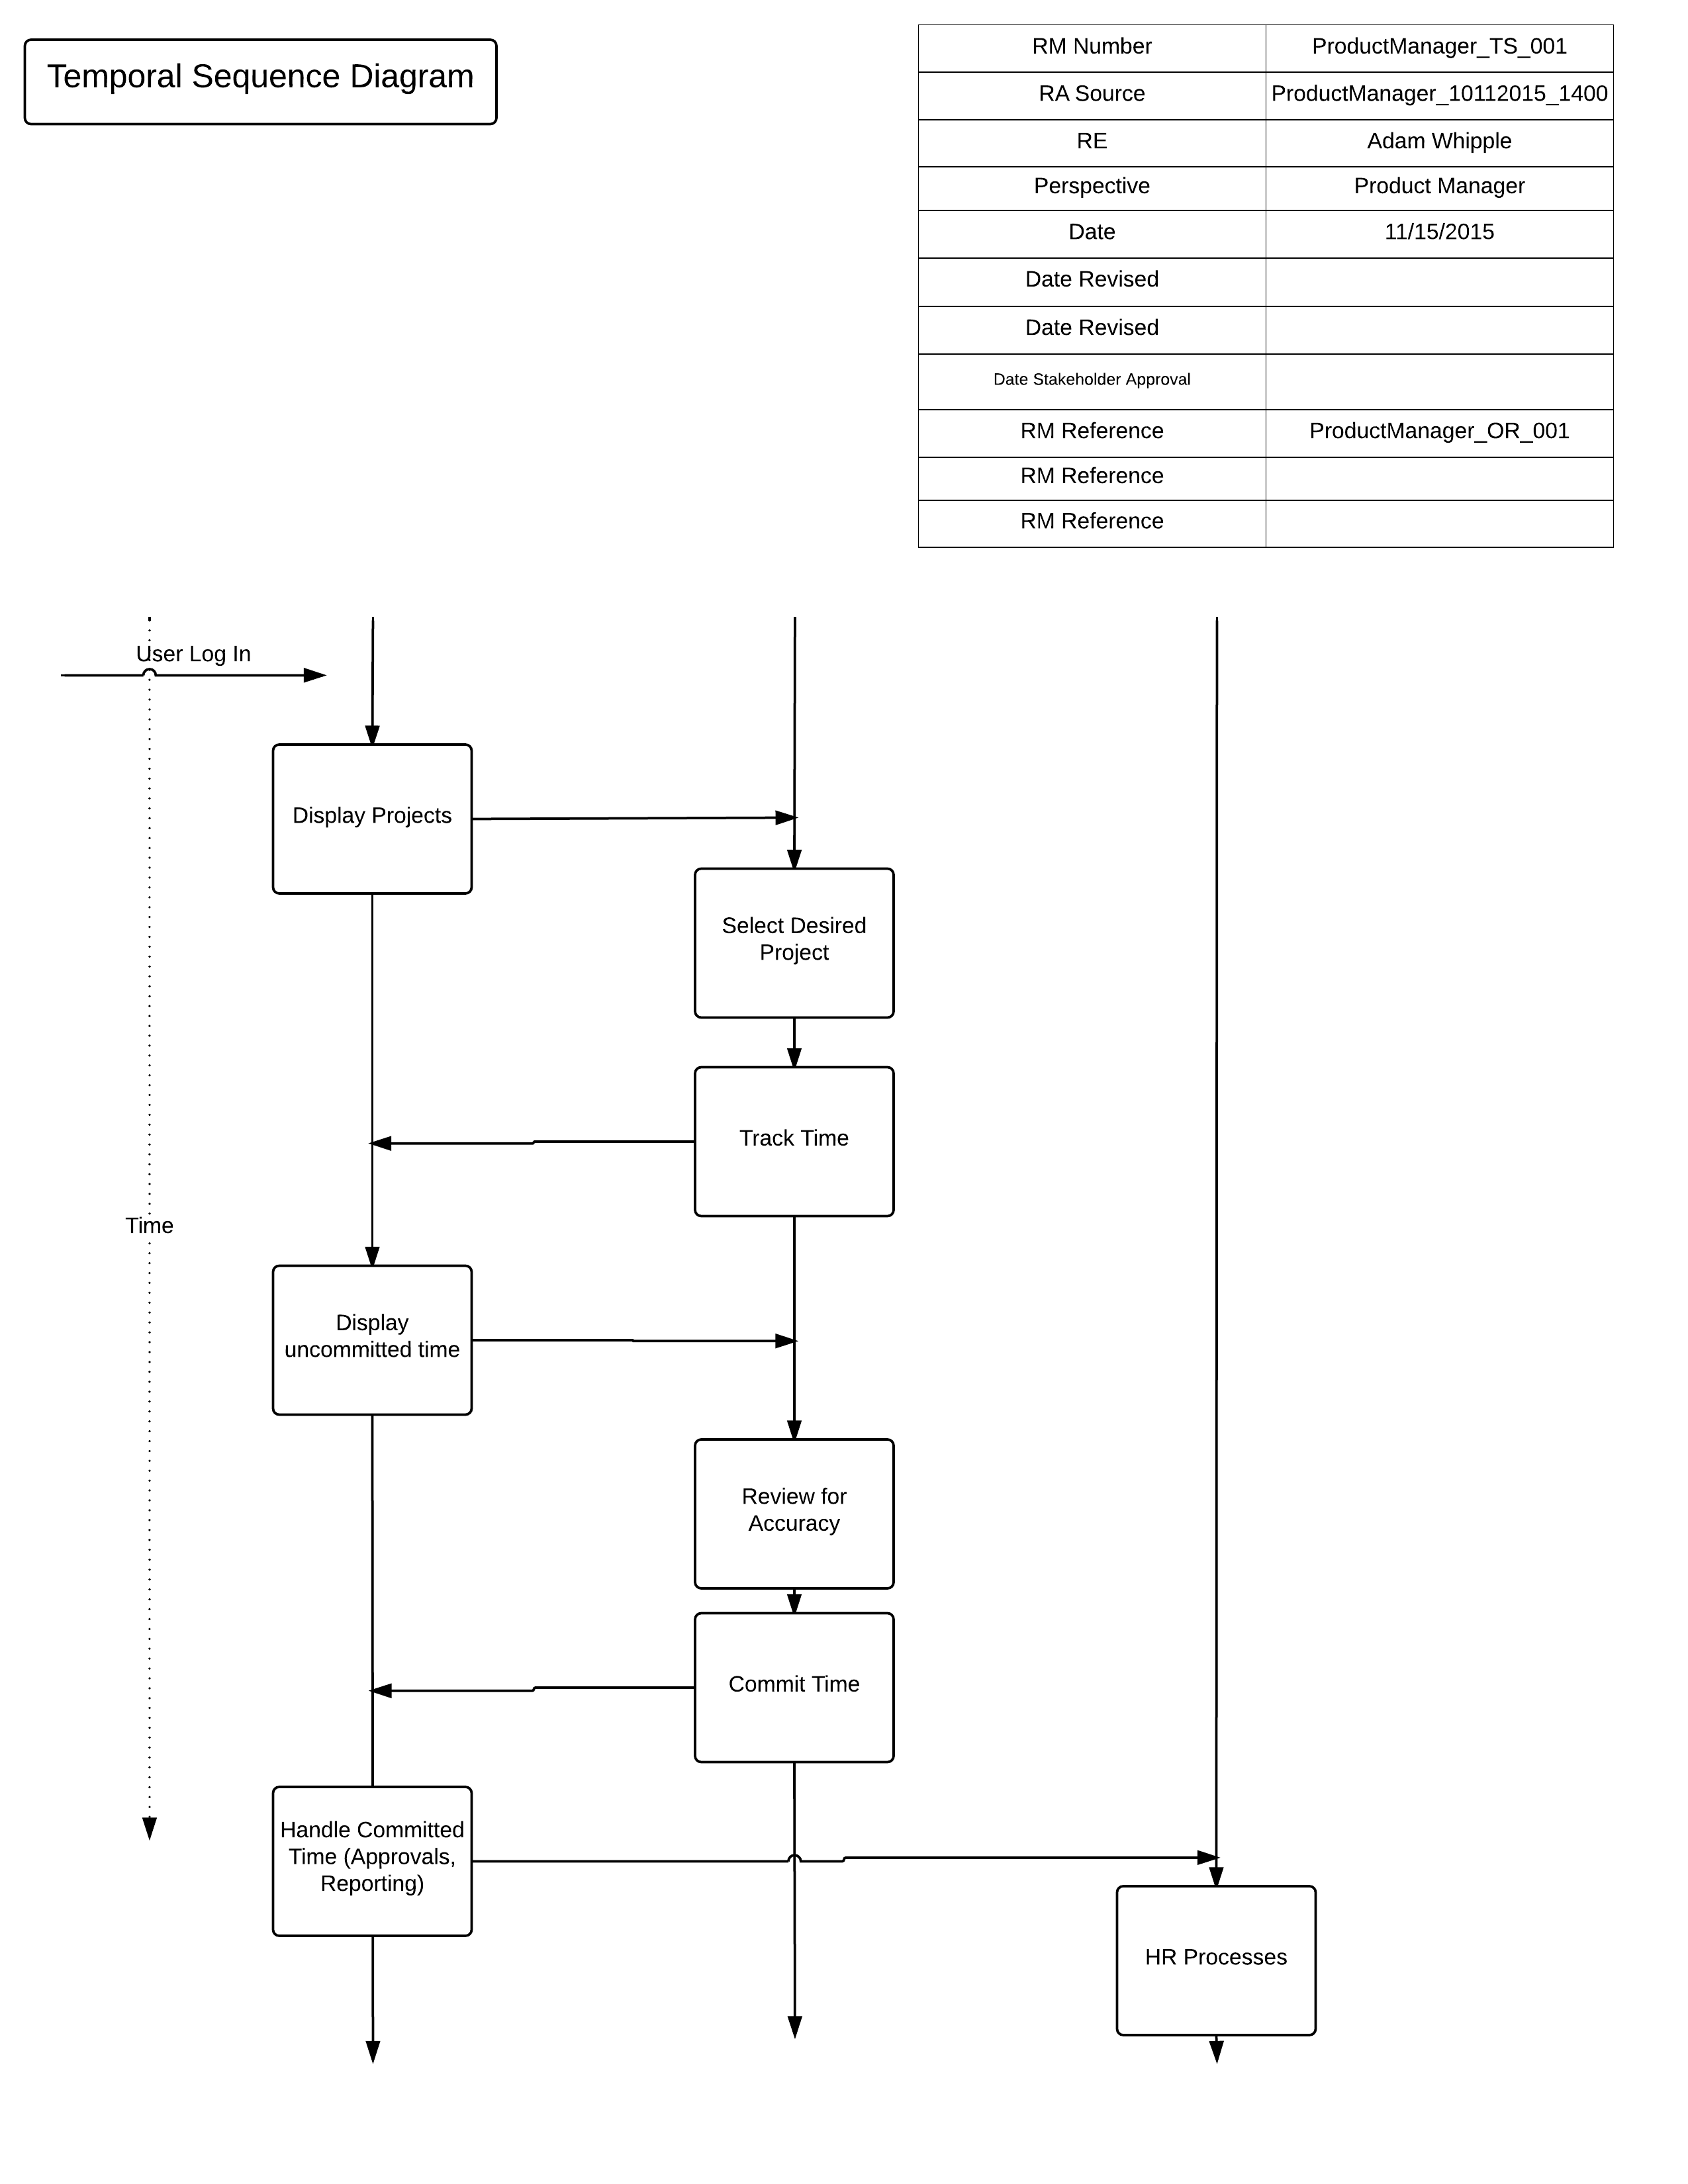 Temporal Sequence Diagram
RM Number ProductManager_TS_001
RA Source ProductManager_10112015_1400
RE Adam Whipple
Perspective Product Manager
Date 11/15/2015
Date Revised
Date Revised
Date Stakeholder Approval
RM Reference ProductManager_OR_001
RM Reference
RM Reference
User Log In
Display Projects
Select Desired
Project
Track Time
Time
Display
uncommitted time
Review for
Accuracy
Commit Time
Handle Committed
Time (Approvals,
Reporting)
HR Processes